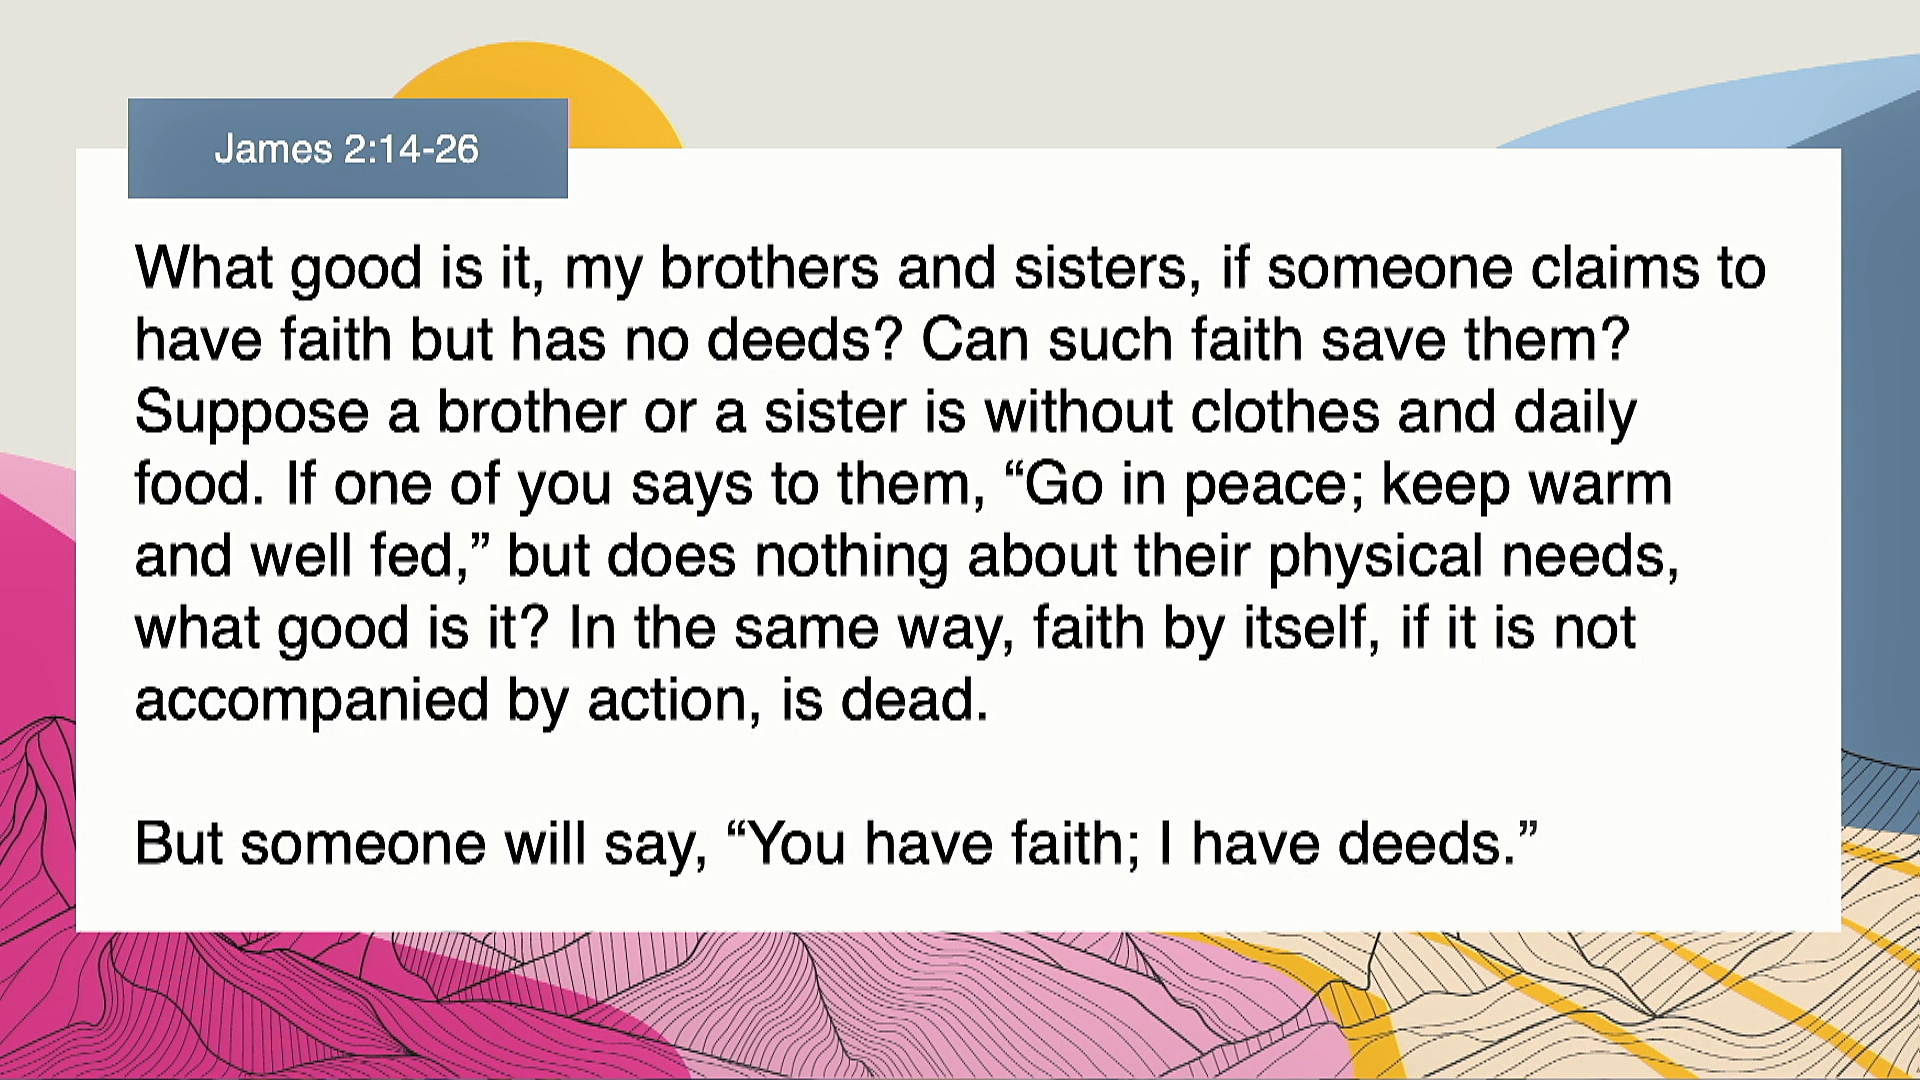 James 2:14-26
What good is it, my brothers and sisters, if someone claims to
have faith but has no deeds? Can such faith save them?
Suppose a brother or a sister is without clothes and daily
food. If one of you says to them, “Go in peace; keep warm
and well fed,” but does nothing about their physical needs,
what good is it? In the same way, faith by itself, if it is not
accompanied by action, is dead.
But someone will say, “You have faith; I have deeds.”